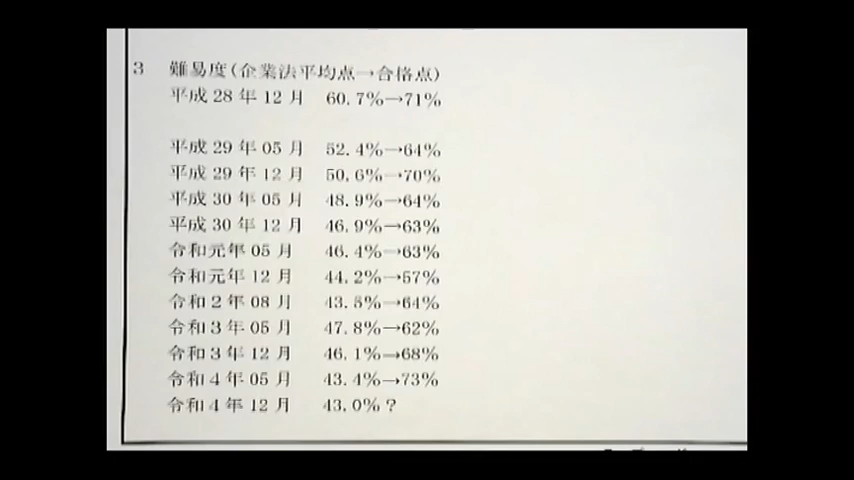 3 難易度(企業法平均点→合格点)
平成28年12月 60.7%→71%
平成29年05月 52.4%→64%
平成29年12月 50.6%→70%
平成30年05月 48.9%→64%
平成30年12月 46.9%→63%
令和元年05月 46.4%→63%
令和元年12月 44.2%→57%
令和2年08月 43.5%→64%
令和3年05月 47.8%→62%
令和3年12月 46.1%→68%
令和4年05月 43.4%→73%
令和4年12月 43.0%?